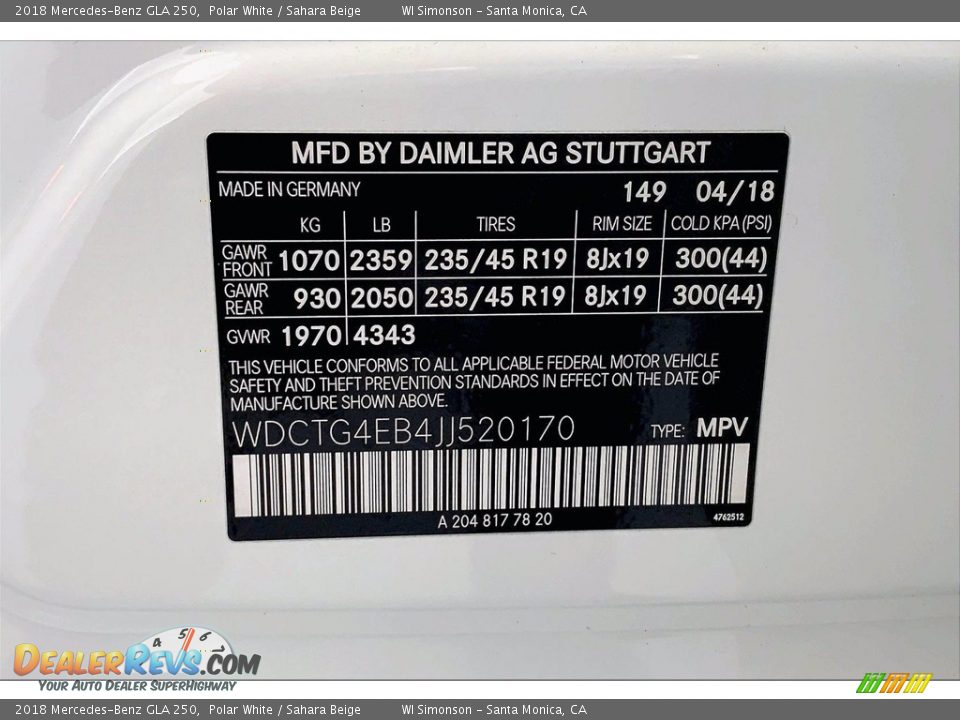 2018 Mercedes-Benz GLA 250, Polar White / Sahara Beige WI Simonson - Santa Monica, CA
MFD BY DAIMLER AG STUTTGART
MADE IN GERMANY 149 04/18
KG LB TIRES RIM SIZE COLD KPA (PSI)
GAWR FRONT 1070 2359 235/45 R19 8Jx19 300(44)
GAWR REAR 930 2050 235/45 R19 8Jx19 300(44)
GVWR 1970 4343
THIS VEHICLE CONFORMS TO ALL APPLICABLE FEDERAL MOTOR VEHICLE
SAFETY AND THEFT PREVENTION STANDARDS IN EFFECT ON THE DATE OF
MANUFACTURE SHOWN ABOVE.
WDCTG4EB4JJ520170 TYPE: MPV
A 204 817 78 20 4762512
4 5 6 7
DEALERREVS.COM
YOUR AUTO DEALER SUPERHIGHWAY
2018 Mercedes-Benz GLA 250, Polar White / Sahara Beige WI Simonson - Santa Monica, CA